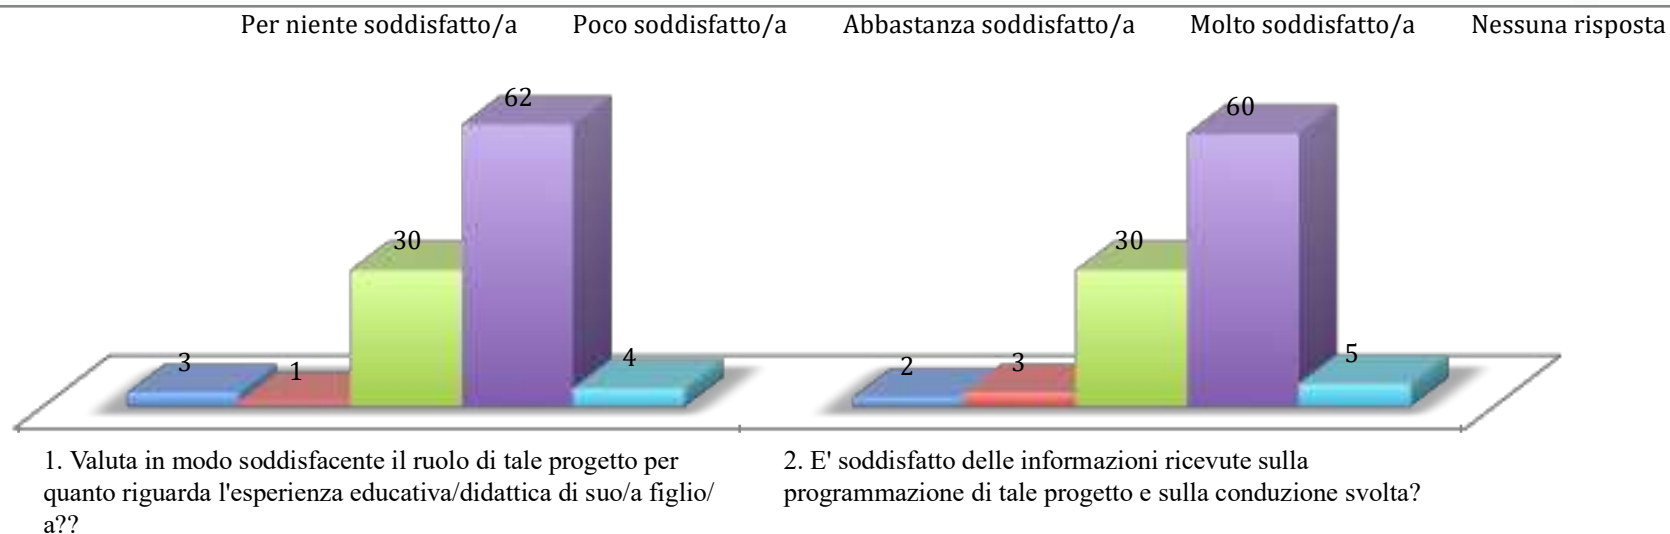 Per niente soddisfatto/a Poco soddisfatto/a Abbastanza soddisfatto/a Molto soddisfatto/a Nessuna risposta
62
60
30
30
3
1
4
2
3
5
1. Valuta in modo soddisfacente il ruolo di tale progetto per
quanto riguarda l'esperienza educativa/didattica di suo/a figlio/
a??
2. E' soddisfatto delle informazioni ricevute sulla
programmazione di tale progetto e sulla conduzione svolta?